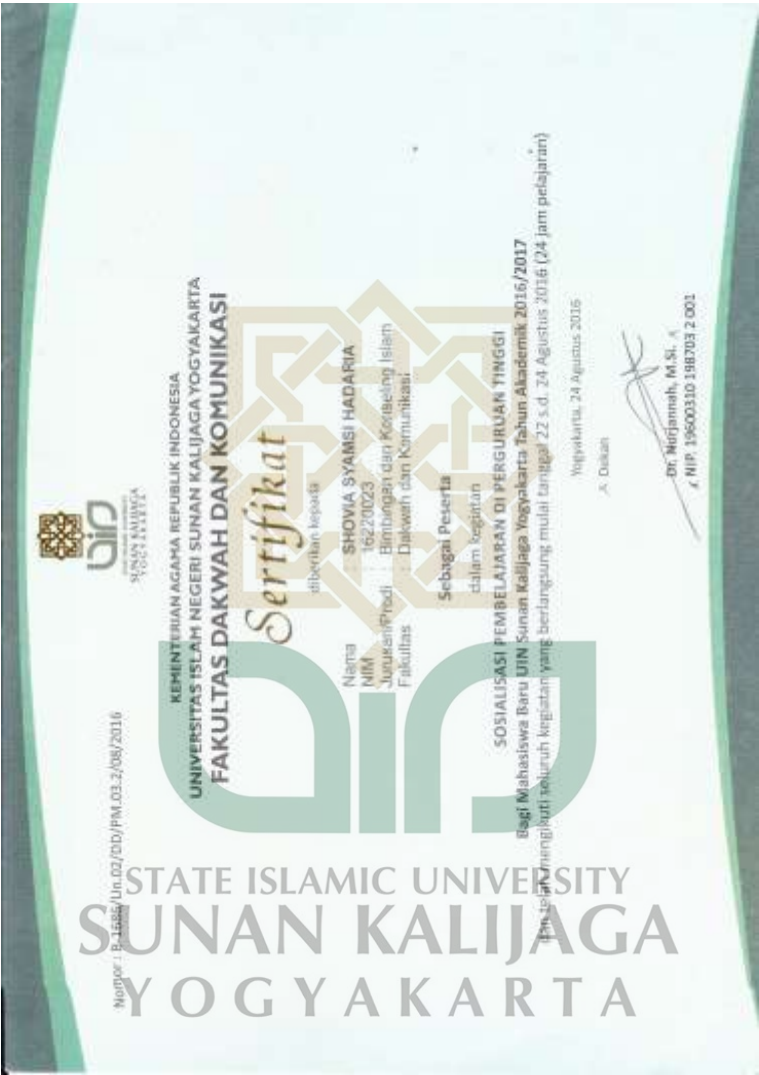 Nomor : B-1686/Un.02/DD/PM.03.2/08/2016
UIN
SUNAN KALIJAGA
YOGYAKARTA
KEMENTERIAN AGAMA REPUBLIK INDONESIA
UNIVERSITAS ISLAM NEGERI SUNAN KALIJAGA YOGYAKARTA
FAKULTAS DAKWAH DAN KOMUNIKASI
Sertifikat
diberikan kepada
Nama : SHOVIA SYAMSI HADARIA
NIM : 16220023
Jurusan/Prodi : Bimbingan dan Konseling Islam
Fakultas : Dakwah dan Komunikasi
Sebagai Peserta
dalam kegiatan
SOSIALISASI PEMBELAJARAN DI PERGURUAN TINGGI
Bagi Mahasiswa Baru UIN Sunan Kalijaga Yogyakarta Tahun Akademik 2016/2017
dan telah mengikuti seluruh kegiatan yang berlangsung mulai tanggal 22 s.d. 24 Agustus 2016 (24 jam pelajaran)
Yogyakarta, 24 Agustus 2016
Dekan
Dr. Nurjannah, M.Si.
NIP. 19600310 198703 2 001
STATE ISLAMIC UNIVERSITY
SUNAN KALIJAGA
YOGYAKARTA